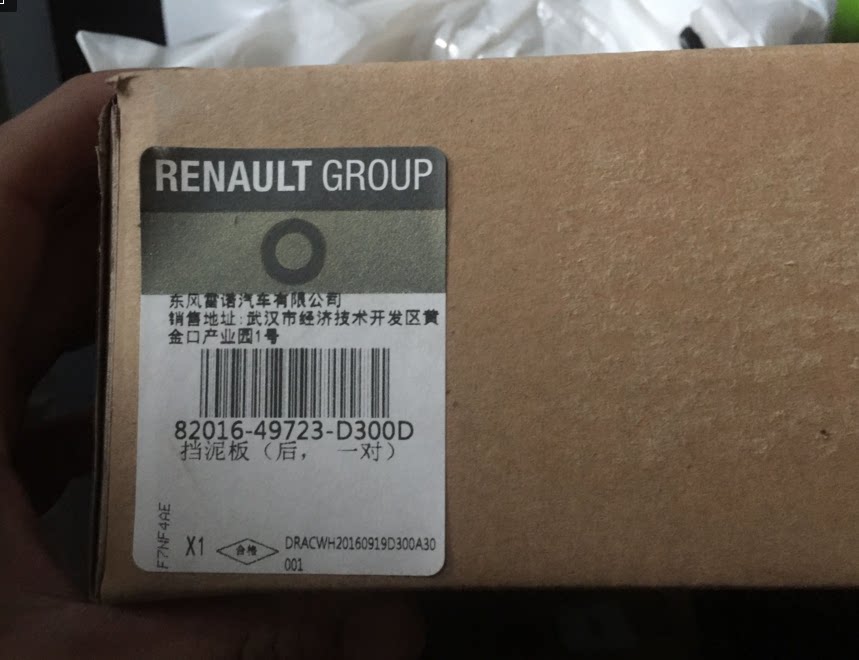 RENAULT GROUP
东风雷诺汽车有限公司
销售地址:武汉市经济技术开发区黄
金口产业园1号
82016-49723-D300D
挡泥板（后， 一对）
F7NF4AE
X1
合格
DRACWH20160919D300A30
001